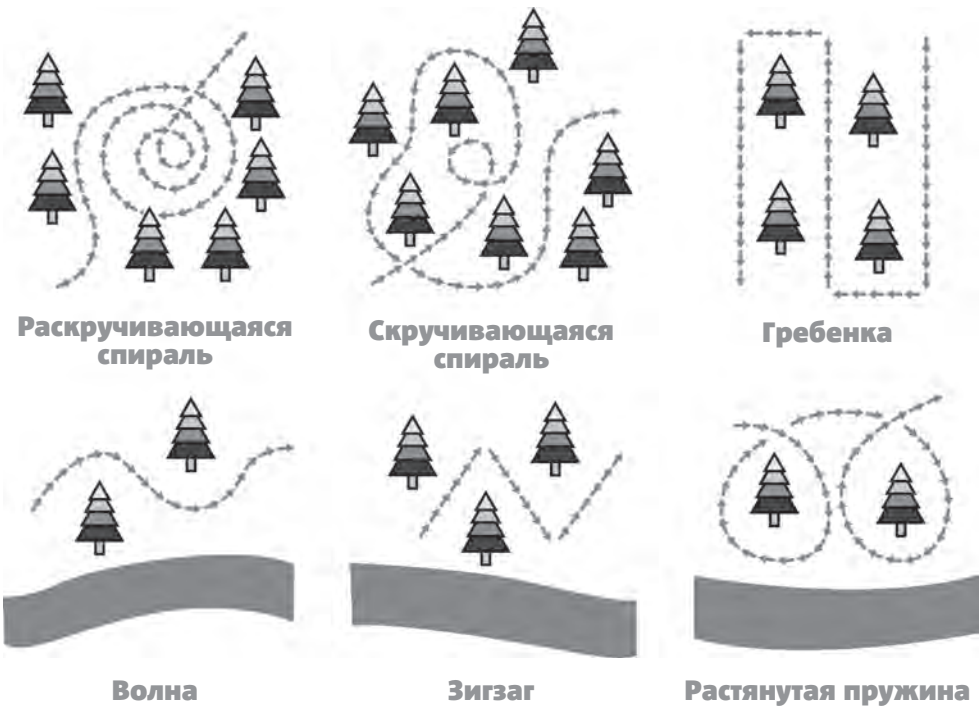 Раскручивающаяся
спираль
Скручивающаяся
спираль
Гребенка
Волна
Зигзаг
Растянутая пружина